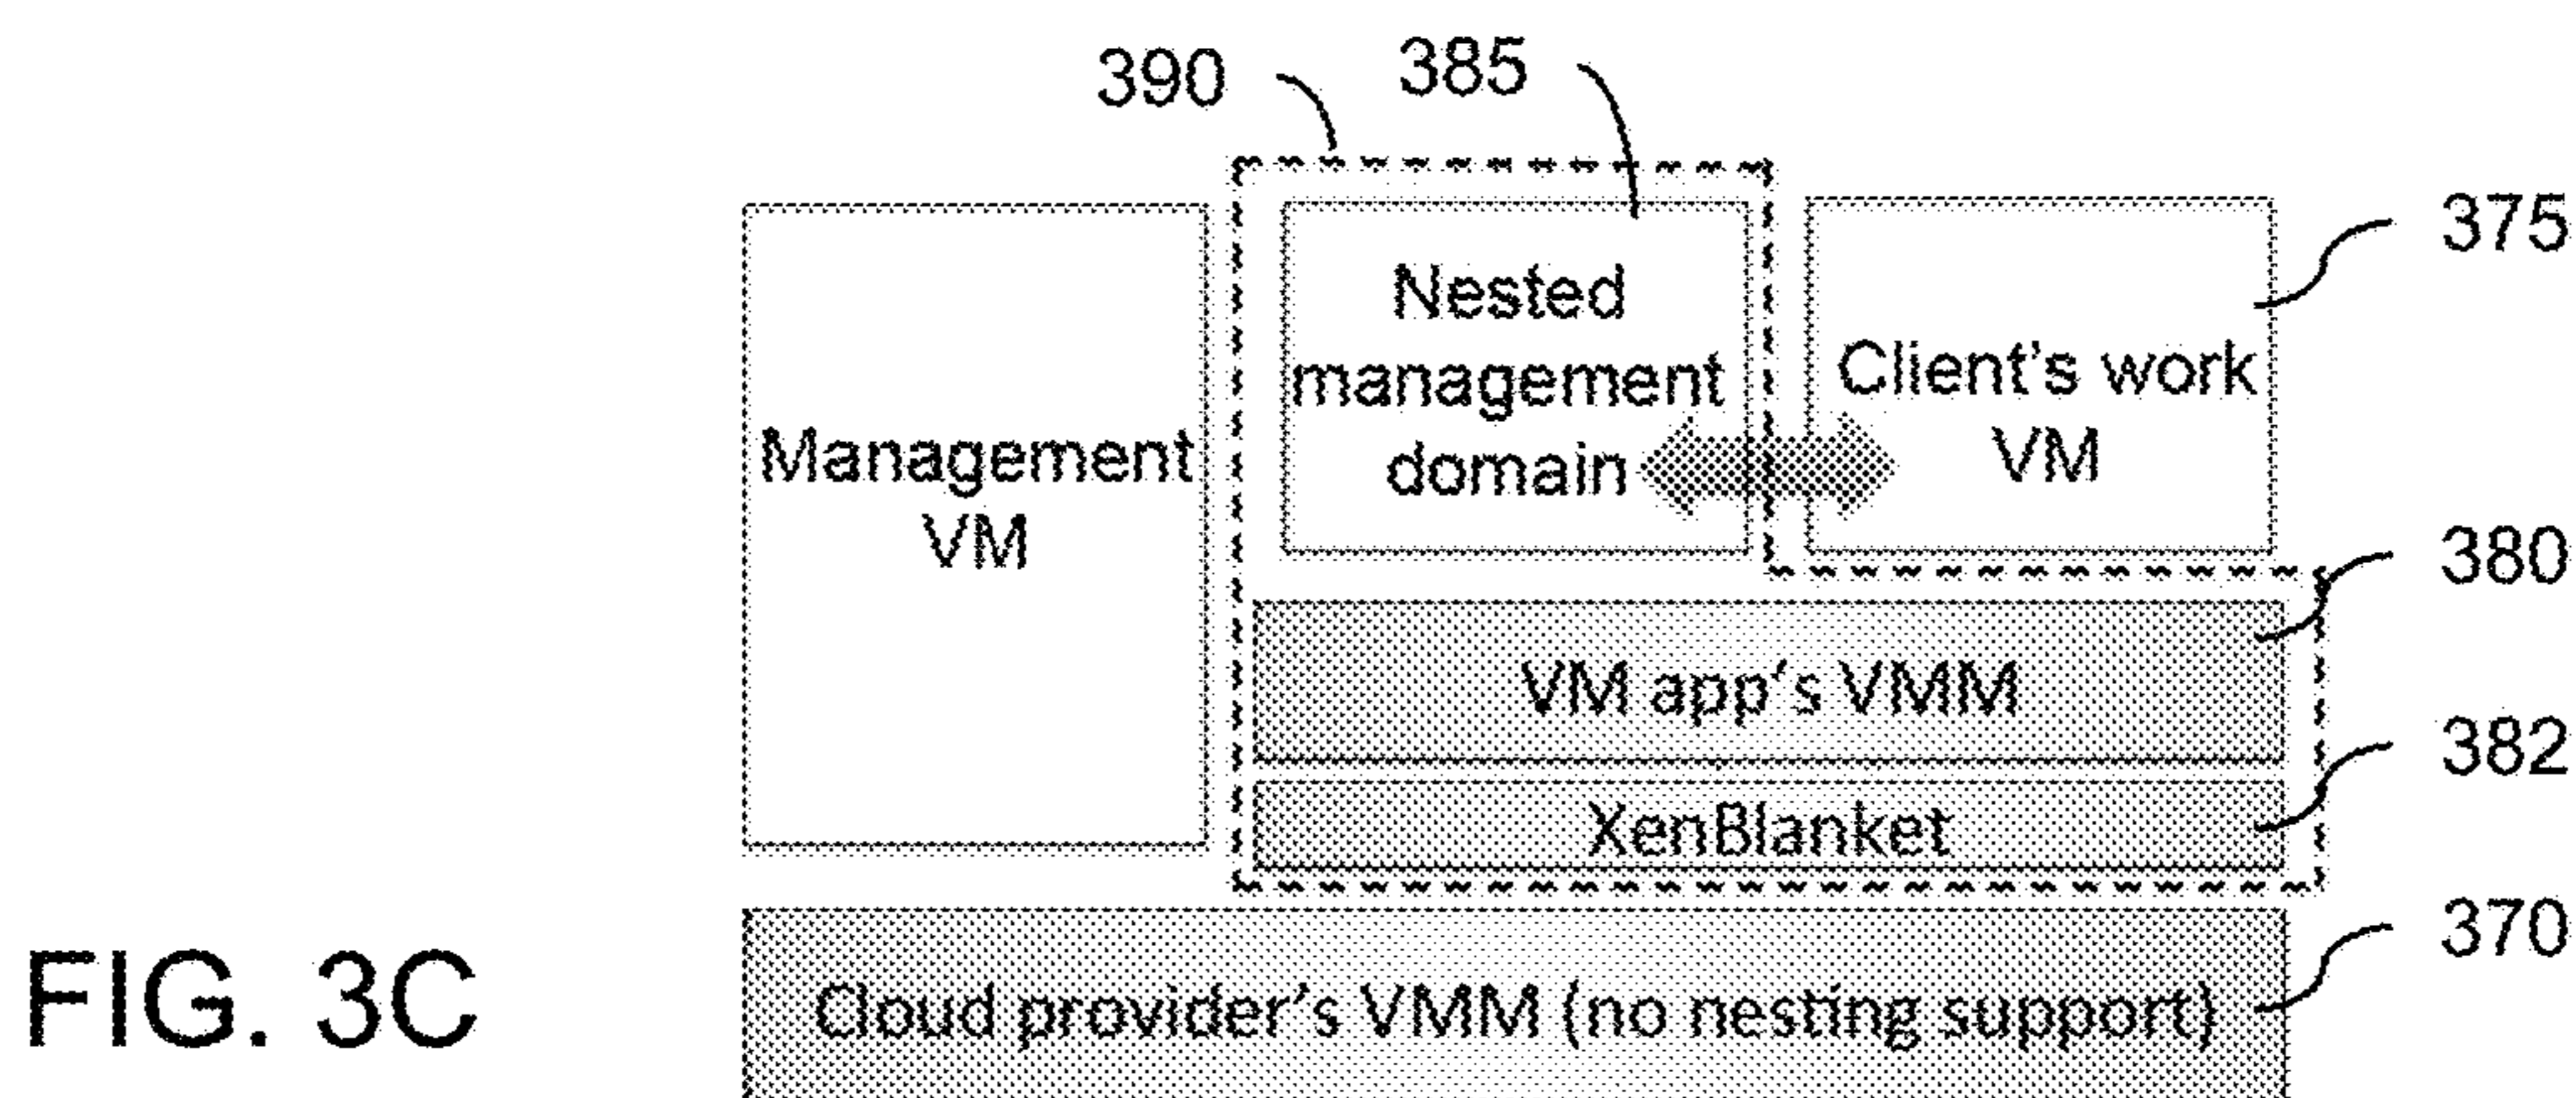 390
385
375
Nested
management
domain
Client's work
VM
Management
VM
380
VM app's VMM
382
XenBlanket
370
Cloud provider's VMM (no nesting support)
FIG. 3C